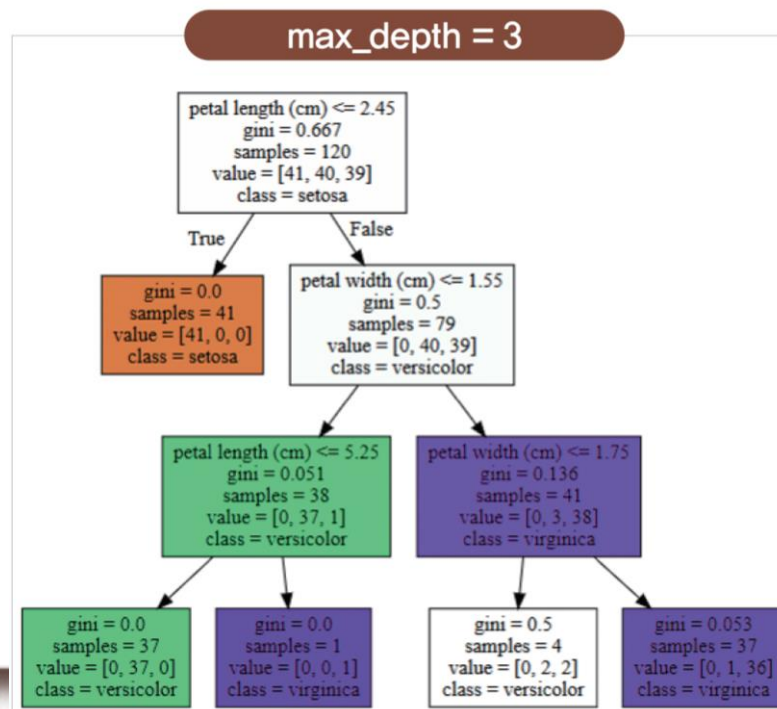 max_depth = 3
petal length (cm) <= 2.45
gini = 0.667
samples = 120
value = [41, 40, 39]
class = setosa
True
False
gini = 0.0
samples = 41
value = [41, 0, 0]
class = setosa
petal width (cm) <= 1.55
gini = 0.5
samples = 79
value = [0, 40, 39]
class = versicolor
petal length (cm) <= 5.25
gini = 0.051
samples = 38
value = [0, 37, 1]
class = versicolor
petal width (cm) <= 1.75
gini = 0.136
samples = 41
value = [0, 3, 38]
class = virginica
gini = 0.0
samples = 37
value = [0, 37, 0]
class = versicolor
gini = 0.0
samples = 1
value = [0, 0, 1]
class = virginica
gini = 0.5
samples = 4
value = [0, 2, 2]
class = versicolor
gini = 0.053
samples = 37
value = [0, 1, 36]
class = virginica